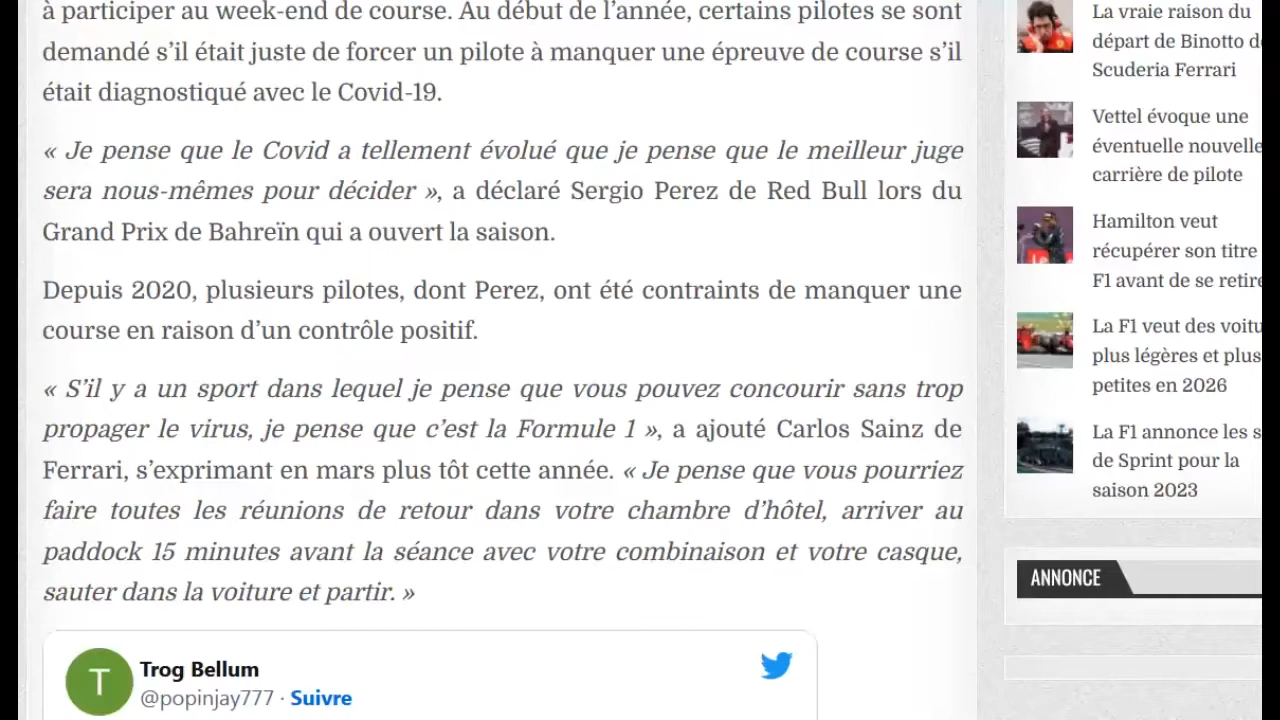 à participer au week-end de course. Au début de l’année, certains pilotes se sont
demandé s’il était juste de forcer un pilote à manquer une épreuve de course s’il
était diagnostiqué avec le Covid-19.
« Je pense que le Covid a tellement évolué que je pense que le meilleur juge
sera nous-mêmes pour décider », a déclaré Sergio Perez de Red Bull lors du
Grand Prix de Bahreïn qui a ouvert la saison.
Depuis 2020, plusieurs pilotes, dont Perez, ont été contraints de manquer une
course en raison d’un contrôle positif.
« S’il y a un sport dans lequel je pense que vous pouvez concourir sans trop
propager le virus, je pense que c’est la Formule 1 », a ajouté Carlos Sainz de
Ferrari, s’exprimant en mars plus tôt cette année. « Je pense que vous pourriez
faire toutes les réunions de retour dans votre chambre d’hôtel, arriver au
paddock 15 minutes avant la séance avec votre combinaison et votre casque,
sauter dans la voiture et partir. »
T
Trog Bellum
@popinjay777 · Suivre
La vraie raison du
départ de Binotto d
Scuderia Ferrari
Vettel évoque une
éventuelle nouvelle
carrière de pilote
Hamilton veut
récupérer son titre
F1 avant de se retire
La F1 veut des voitu
plus légères et plus
petites en 2026
La F1 annonce les s
de Sprint pour la
saison 2023
ANNONCE